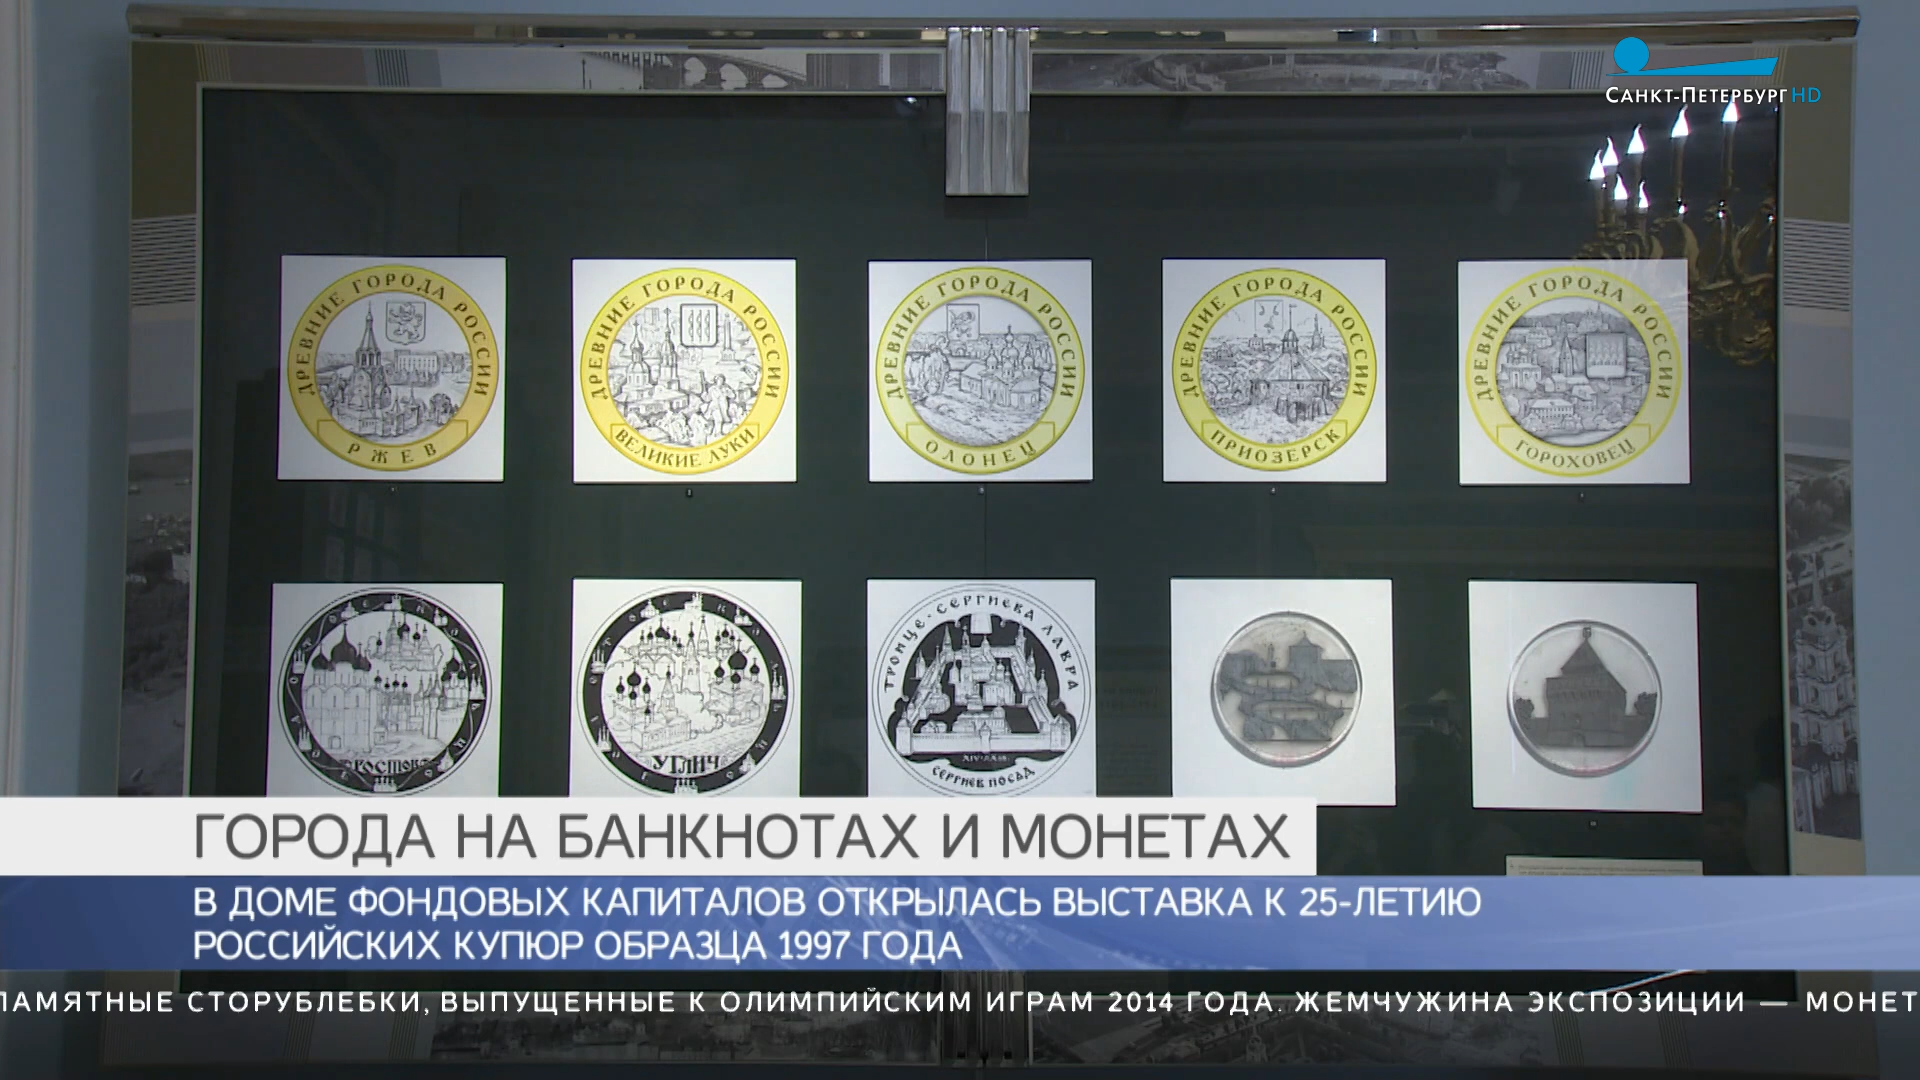 САНКТ-ПЕТЕРБУРГ HD
ДРЕВНИЕ ГОРОДА РОССИИ
РЖЕВ
ДРЕВНИЕ ГОРОДА РОССИИ
ВЕЛИКИЕ ЛУКИ
ДРЕВНИЕ ГОРОДА РОССИИ
ОЛОНЕЦ
ДРЕВНИЕ ГОРОДА РОССИИ
ПРИОЗЕРСК
ДРЕВНИЕ ГОРОДА РОССИИ
ГОРОХОВЕЦ
РОСТОВ
УГЛИЧ
ТРОИЦЕ-СЕРГИЕВА ЛАВРА
СЕРГИЕВ ПОСАД
ГОРОДА НА БАНКНОТАХ И МОНЕТАХ
В ДОМЕ ФОНДОВЫХ КАПИТАЛОВ ОТКРЫЛАСЬ ВЫСТАВКА К 25-ЛЕТИЮ
РОССИЙСКИХ КУПЮР ОБРАЗЦА 1997 ГОДА
ПАМЯТНЫЕ СТОРУБЛЕБКИ, ВЫПУЩЕННЫЕ К ОЛИМПИЙСКИМ ИГРАМ 2014 ГОДА. ЖЕМЧУЖИНА ЭКСПОЗИЦИИ — МОНЕТ